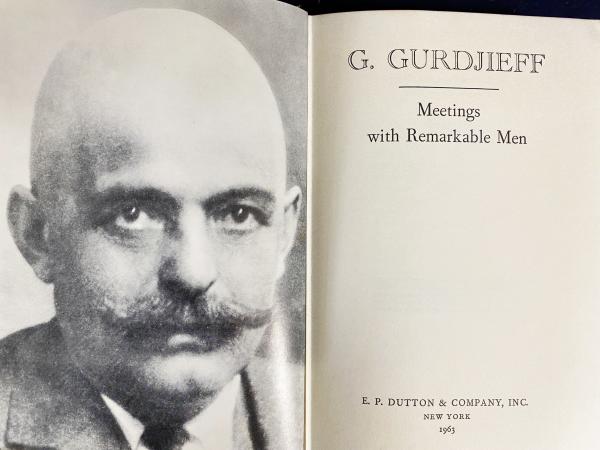 G. GURDJIEFF
Meetings
with Remarkable Men
E. P. DUTTON & COMPANY, INC.
NEW YORK
1963